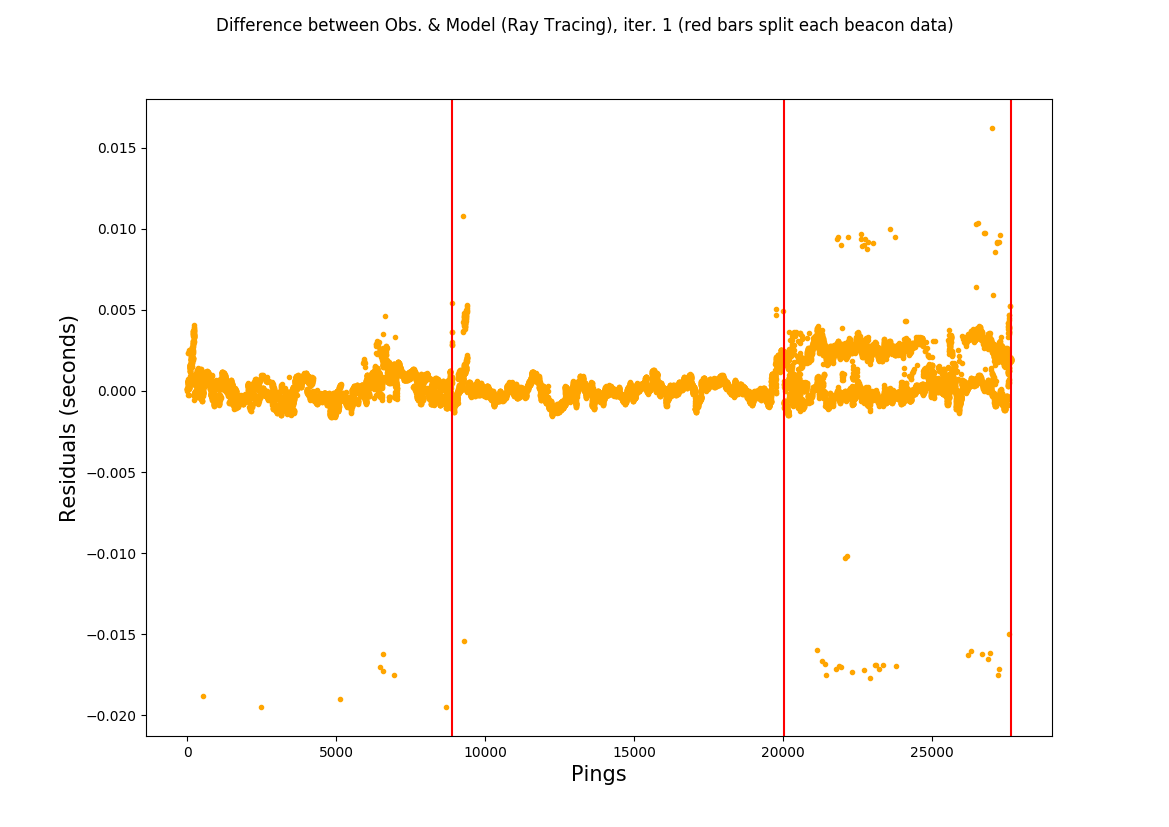 Difference between Obs. & Model (Ray Tracing), iter. 1 (red bars split each beacon data)
Residuals (seconds)
0.015
0.010
0.005
0.000
−0.005
−0.010
−0.015
−0.020
0 5000 10000 15000 20000 25000
Pings